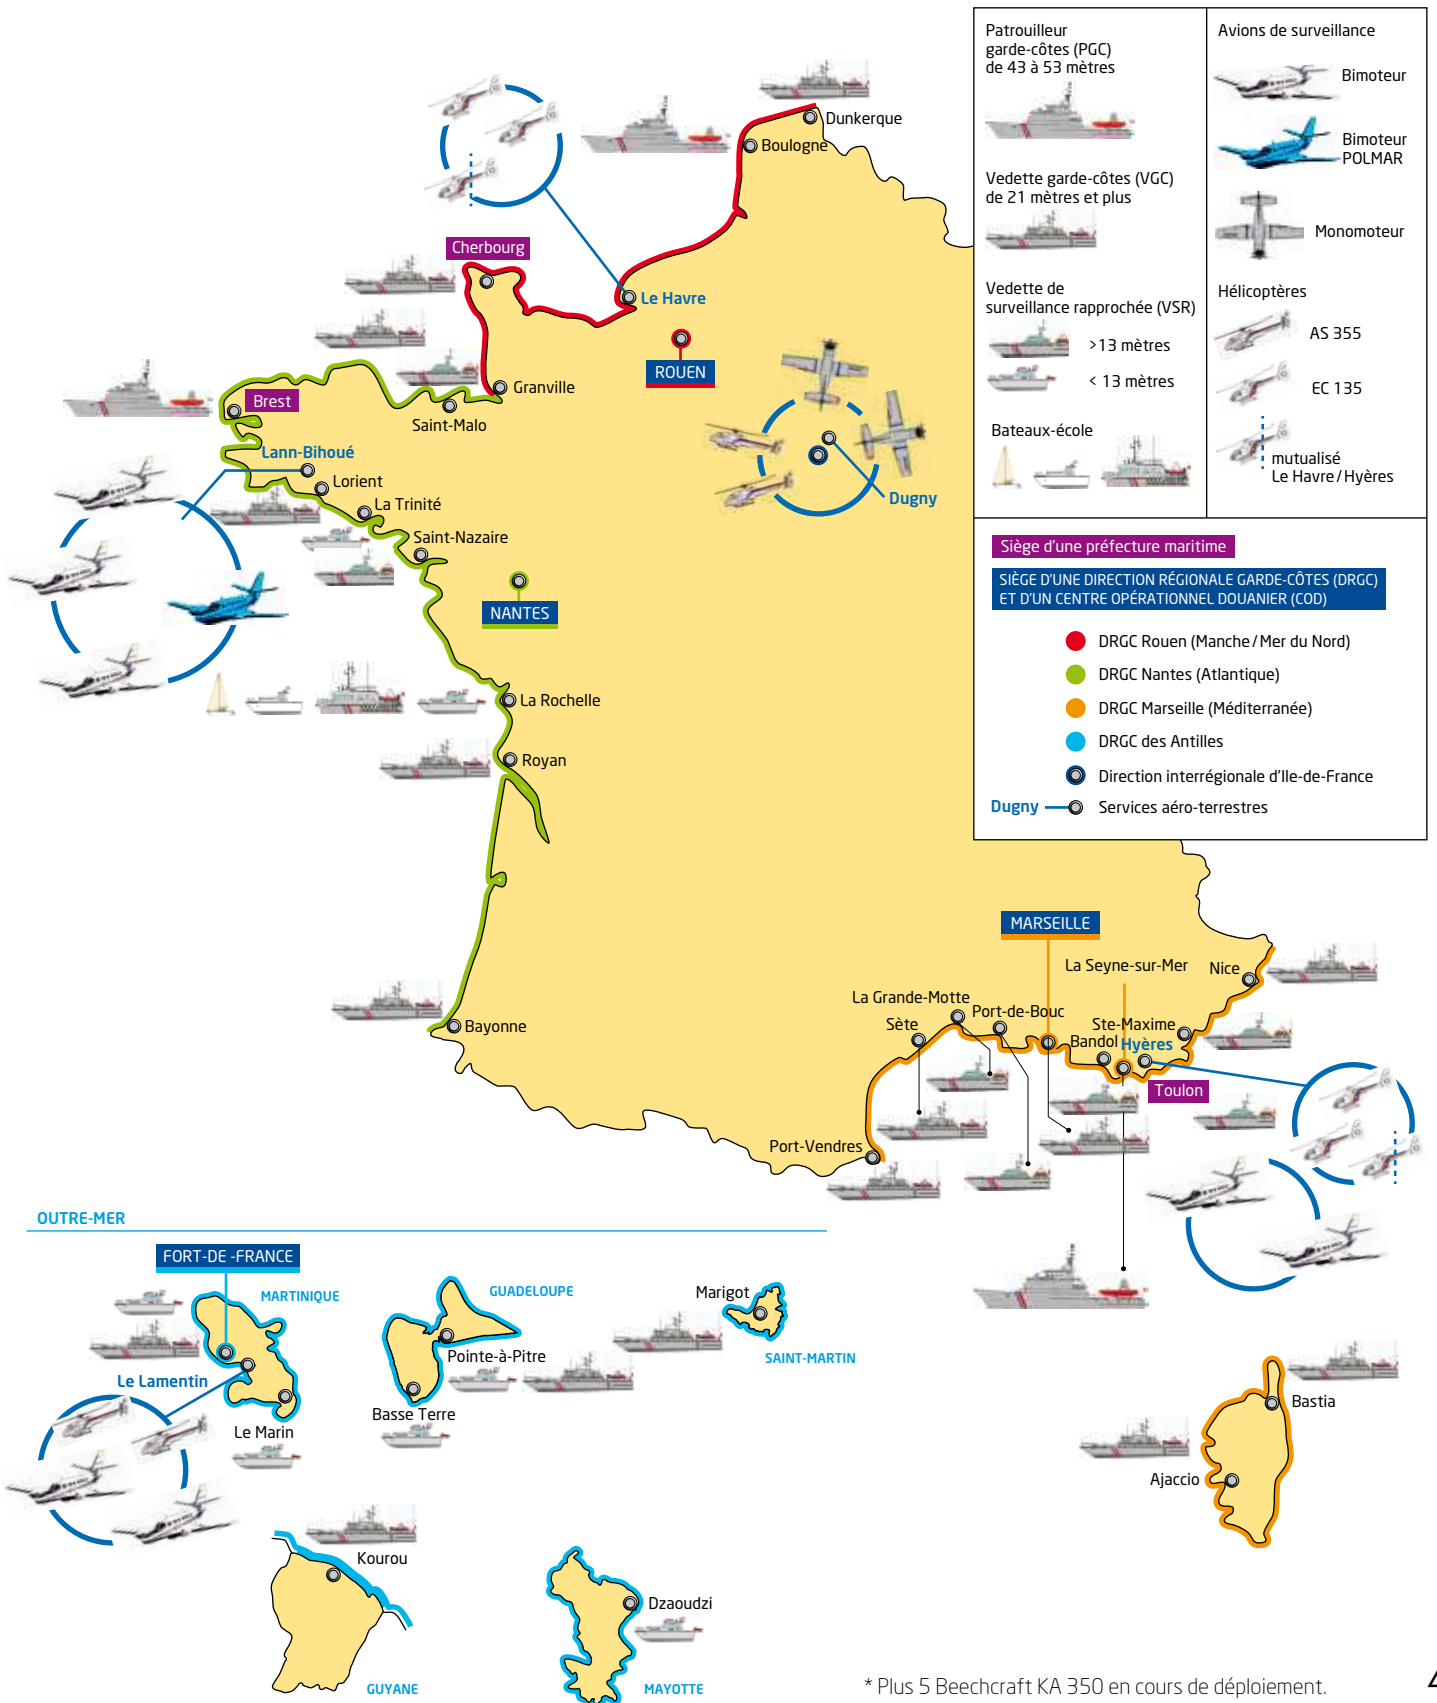 Patrouilleur
garde-côtes (PGC)
de 43 à 53 mètres
Vedette garde-côtes (VGC)
de 21 mètres et plus
Vedette de
surveillance rapprochée (VSR)
>13 mètres
< 13 mètres
Bateaux-école
Avions de surveillance
Bimoteur
Bimoteur
POLMAR
Monomoteur
Hélicoptères
AS 355
EC 135
mutualisé
Le Havre/Hyères
Siège d'une préfecture maritime
SIÈGE D'UNE DIRECTION RÉGIONALE GARDE-CÔTES (DRGC)
ET D'UN CENTRE OPÉRATIONNEL DOUANIER (COD)
DRGC Rouen (Manche/Mer du Nord)
DRGC Nantes (Atlantique)
DRGC Marseille (Méditerranée)
DRGC des Antilles
Direction interrégionale d'Ile-de-France
Dugny
Services aéro-terrestres
Dunkerque
Boulogne
Cherbourg
Le Havre
ROUEN
Granville
Brest
Saint-Malo
Lann-Bihoué
Lorient
La Trinité
Dugny
Saint-Nazaire
NANTES
La Rochelle
Royan
Bayonne
MARSEILLE
La Seyne-sur-Mer
Nice
La Grande-Motte
Port-de-Bouc
Sète
Ste-Maxime
Bandol
Hyères
Toulon
Port-Vendres
OUTRE-MER
FORT-DE -FRANCE
MARTINIQUE
GUADELOUPE
Marigot
Pointe-à-Pitre
SAINT-MARTIN
Le Lamentin
Basse Terre
Le Marin
Bastia
Ajaccio
Kourou
Dzaoudzi
GUYANE
MAYOTTE
* Plus 5 Beechcraft KA 350 en cours de déploiement.